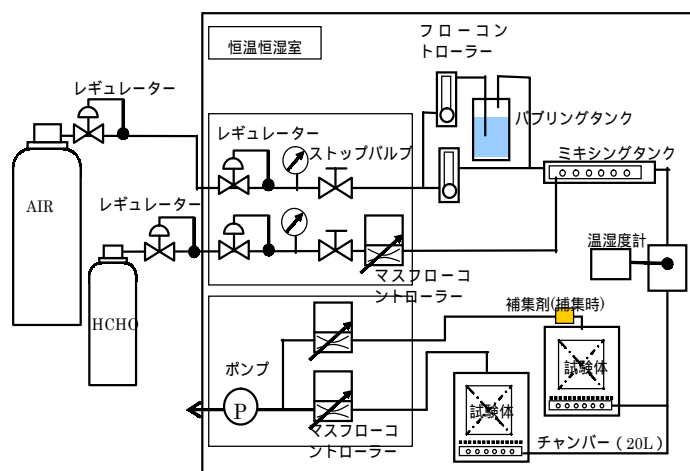 恒温恒湿室
フローコン
トローラー
レギュレーター
レギュレーター
ストップバルブ
バブリングタンク
ミキシングタンク
AIR
レギュレーター
温湿度計
マスフローコ
ントローラー
HCHO
補集剤(捕集時)
ポンプ
試験体
P
試験体
マスフローコ
ントローラー
チャンバー(20L)